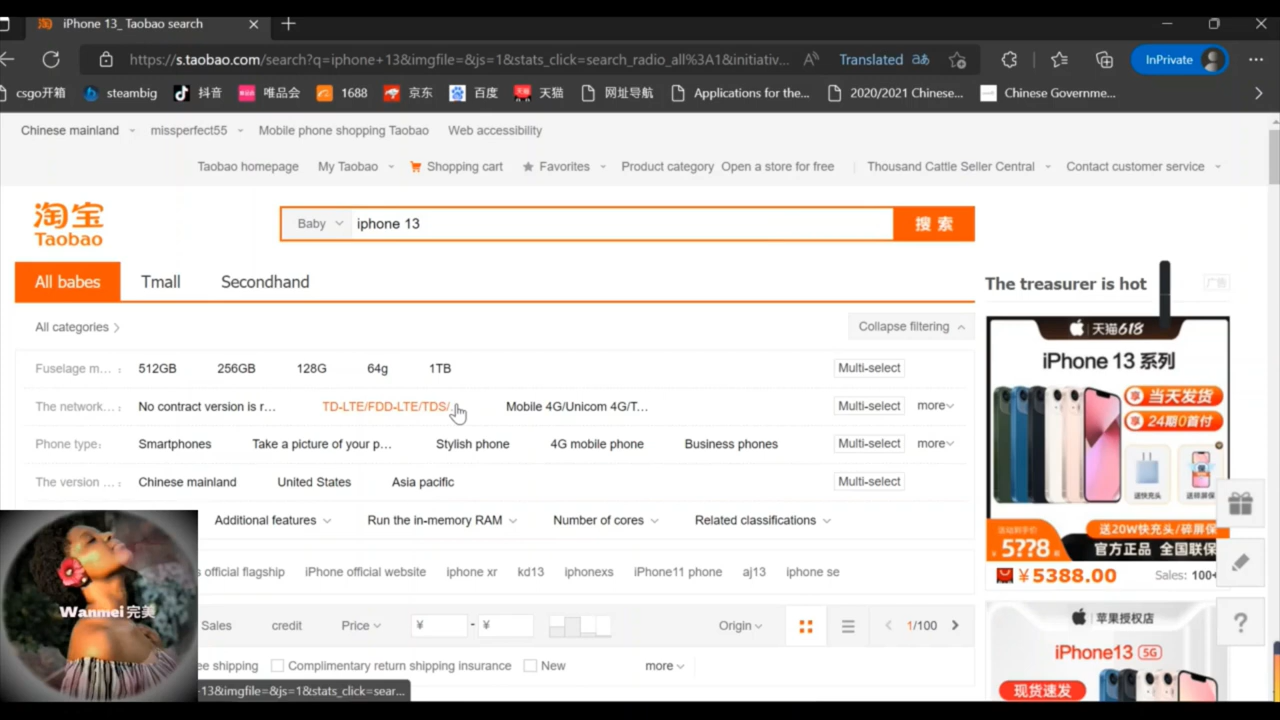 iPhone 13_ Taobao search
https://s.taobao.com/search?q=iphone+13&imgfile=&js=1&stats_click=search_radio_all%3A1&initiativ... Translated InPrivate
csgo开箱 steambig 抖音 唯品会 1688 京东 百度 天猫 网址导航 Applications for the... 2020/2021 Chinese... Chinese Governme...
Chinese mainland missperfect55 Mobile phone shopping Taobao Web accessibility
Taobao homepage My Taobao Shopping cart Favorites Product category Open a store for free Thousand Cattle Seller Central Contact customer service
淘宝
Taobao
Baby iphone 13 搜索
All babes Tmall Secondhand
The treasurer is hot
All categories Collapse filtering
Fuselage m... : 512GB 256GB 128G 64g 1TB Multi-select
The network... : No contract version is r... TD-LTE/FDD-LTE/TDS/ Mobile 4G/Unicom 4G/T... Multi-select more
Phone type: Smartphones Take a picture of your p... Stylish phone 4G mobile phone Business phones Multi-select more
The version ... : Chinese mainland United States Asia pacific Multi-select
Additional features Run the in-memory RAM Number of cores Related classifications
s official flagship iPhone official website iphone xr kd13 iphonexs iPhone11 phone aj13 iphone se
Sales credit Price ¥ - ¥ Origin 1/100
ee shipping Complimentary return shipping insurance New more
13&imgfile=&js=1&stats_click=sear...
Wanmei 完美
天猫618
iPhone 13 系列
当天发货
24期0首付
送快充头 送碎屏保
送20W快充头/碎屏保
5??8 官方正品 全国联保
¥5388.00 Sales: 100+
苹果授权店
iPhone13 5G
现货速发